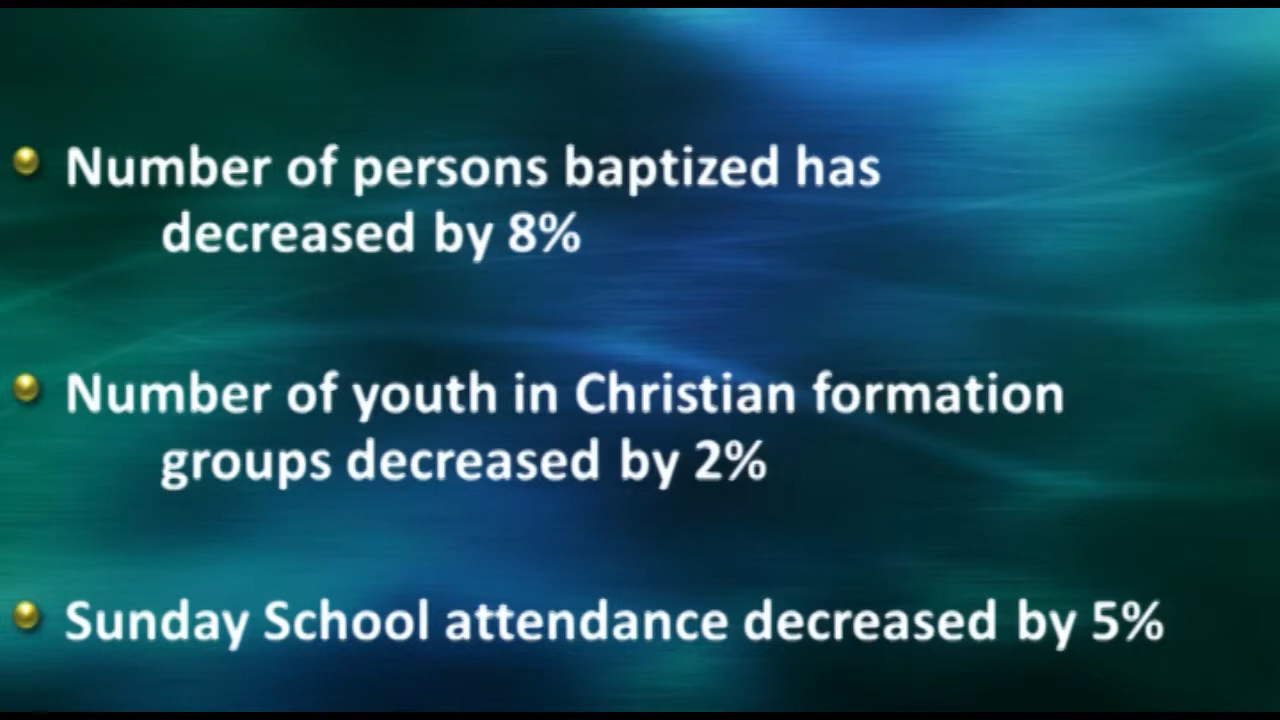 Number of persons baptized has
decreased by 8%
Number of youth in Christian formation
groups decreased by 2%
Sunday School attendance decreased by 5%